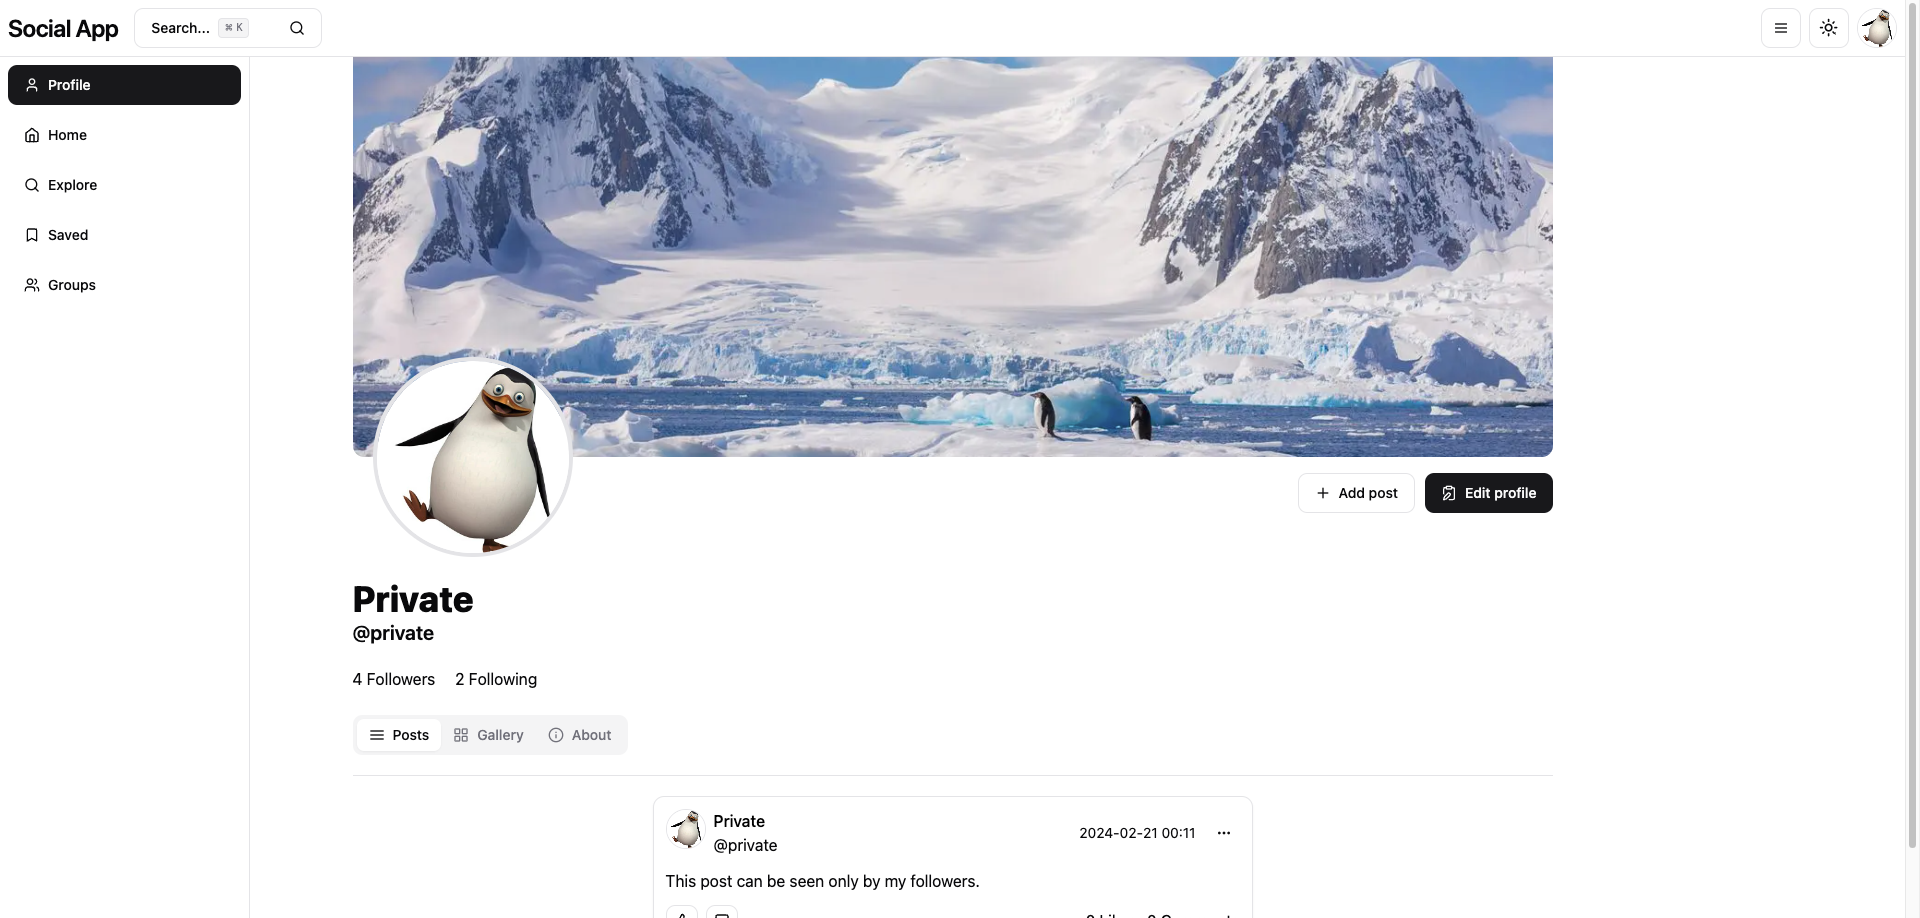 Social App
Search... ⌘ K
Profile
Home
Explore
Saved
Groups
Add post
Edit profile
Private
@private
4 Followers 2 Following
Posts Gallery About
Private
@private
2024-02-21 00:11
This post can be seen only by my followers.